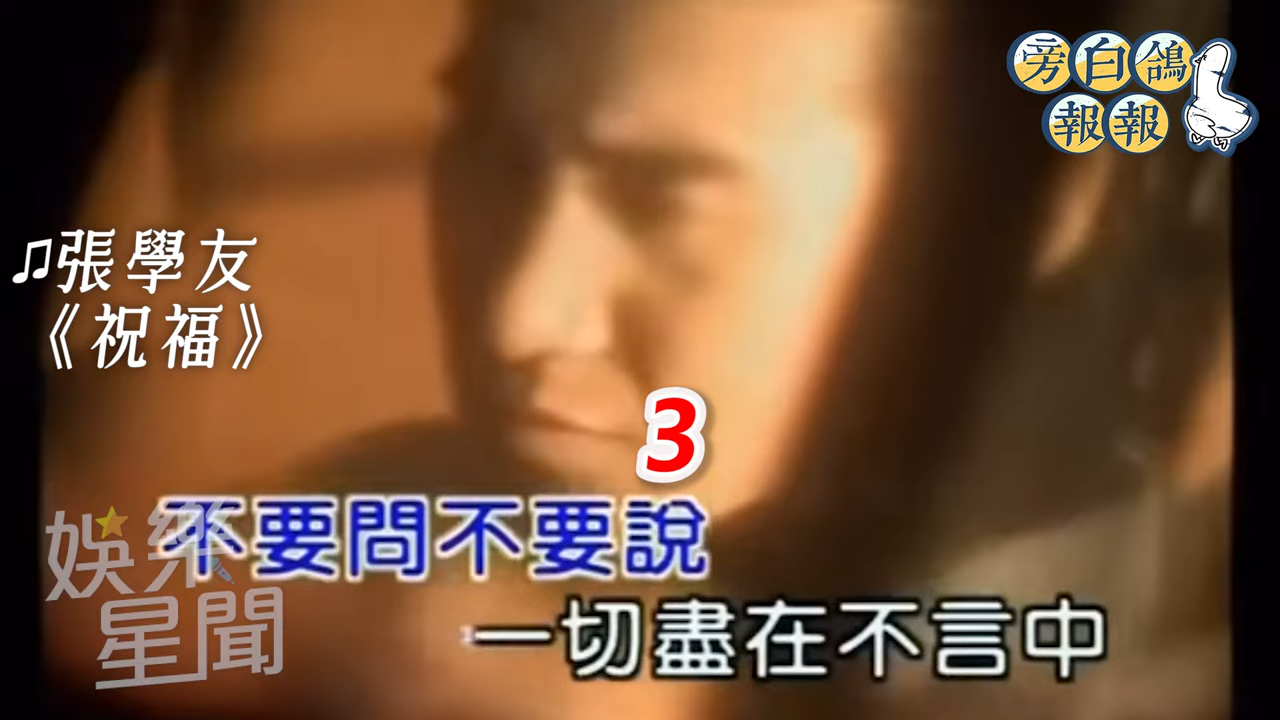 旁白鴿
報報
♫張學友
《祝福》
3
不要問不要說
一切盡在不言中
娛樂
星聞